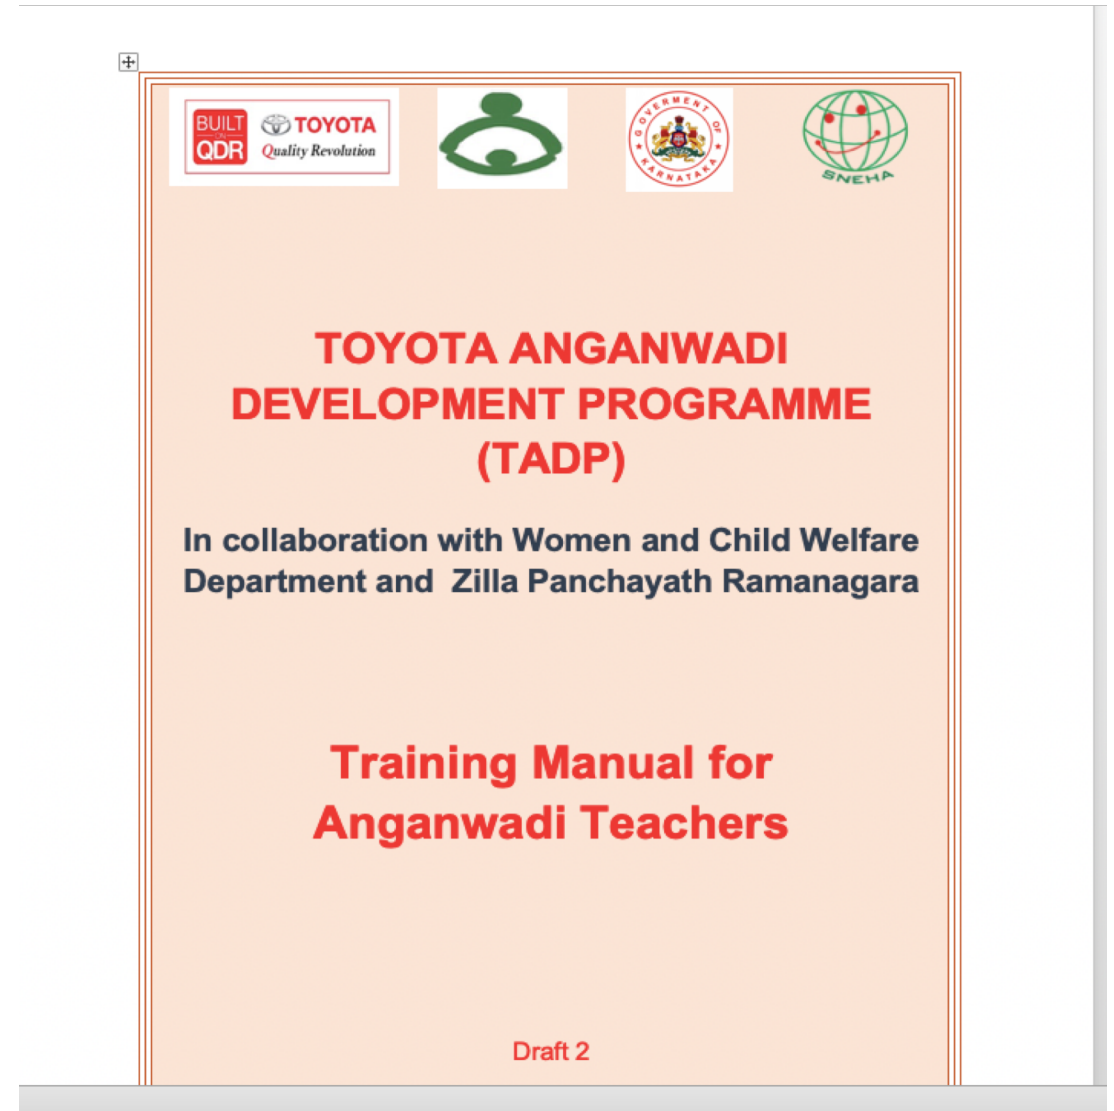 BUILT
ON
QDR
TOYOTA
Quality Revolution
GOVERMENT OF
KARNATAKA
SNEHA
TOYOTA ANGANWADI
DEVELOPMENT PROGRAMME
(TADP)
In collaboration with Women and Child Welfare
Department and Zilla Panchayath Ramanagara
Training Manual for
Anganwadi Teachers
Draft 2